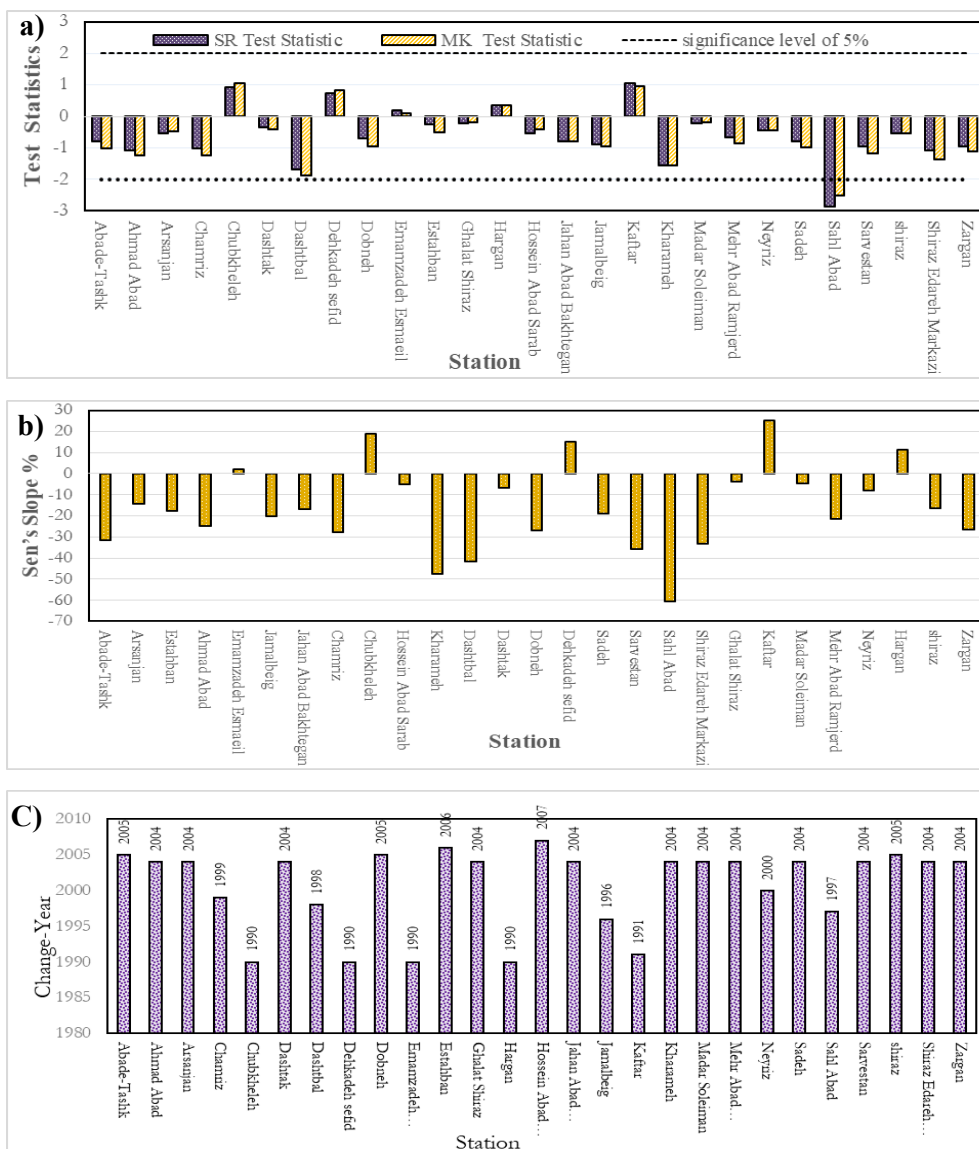 a)
3
2
1
0
-1
-2
-3
Test Statistics
SR Test Statistic
MK Test Statistic
significance level of 5%
Abade-Tashk
Ahmad Abad
Arsanjan
Chamriz
Chubkheleh
Dashtak
Dashtbal
Dehkadeh sefid
Dobneh
Emamzadeh Esmaeil
Estahban
Ghalat Shiraz
Hargan
Hossein Abad Sarab
Jahan Abad Bakhtegan
Jamalbeig
Kaftar
Kharameh
Madar Soleiman
Mehr Abad Ramjerd
Neyriz
Sadeh
Sahl Abad
Sarvestan
shiraz
Shiraz Edareh Markazi
Zargan
Station
b)
30
20
10
0
-10
-20
-30
-40
-50
-60
-70
Sen's Slope %
Abade-Tashk
Arsanjan
Estahban
Ahmad Abad
Emamzadeh Esmaeil
Jamalbeig
Jahan Abad Bakhtegan
Chamriz
Chubkheleh
Hossein Abad Sarab
Kharameh
Dashtbal
Dashtak
Dobneh
Dehkadeh sefid
Sadeh
Sarvestan
Sahl Abad
Shiraz Edareh Markazi
Ghalat Shiraz
Kaftar
Madar Soleiman
Mehr Abad Ramjerd
Neyriz
Hargan
shiraz
Zargan
Station
C)
2010
2005
2000
1995
1990
1985
1980
Change-Year
2005
2004
2004
1999
1990
2004
1998
1990
2005
1990
2006
2004
1990
2007
2004
1996
1991
2004
2004
2004
2000
2004
1997
2004
2005
2004
2004
Abade-Tashk
Ahmad Abad
Arsanjan
Chamriz
Chubkheleh
Dashtak
Dashtbal
Dehkadeh sefid
Dobneh
Emamzadeh…
Estahban
Ghalat Shiraz
Hargan
Hossein Abad…
Jahan Abad…
Jamalbeig
Kaftar
Kharameh
Madar Soleiman
Mehr Abad…
Neyriz
Sadeh
Sahl Abad
Sarvestan
shiraz
Shiraz Edareh…
Zargan
Station